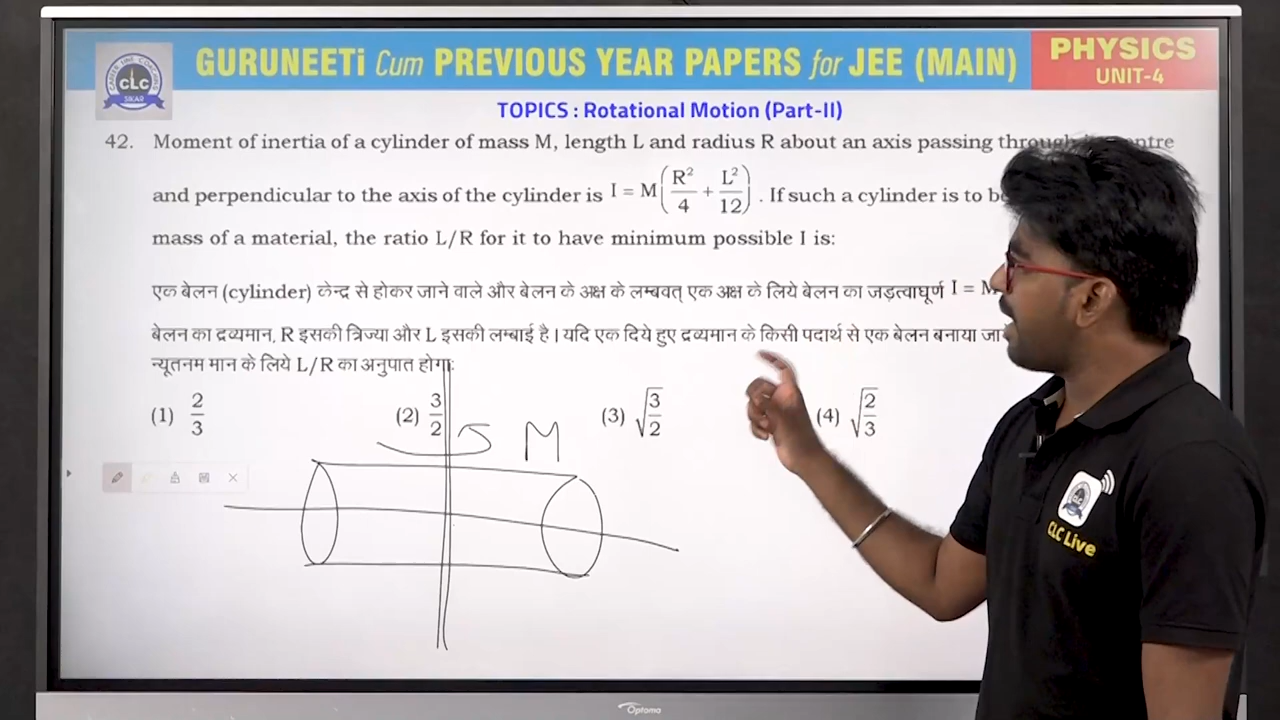 GURUNEETi Cum PREVIOUS YEAR PAPERS for JEE (MAIN)
PHYSICS
UNIT-4
CLC
SIKAR
TOPICS : Rotational Motion (Part-II)
42. Moment of inertia of a cylinder of mass M, length L and radius R about an axis passing through centre
and perpendicular to the axis of the cylinder is I = M(R²/4 + L²/12). If such a cylinder is to
mass of a material, the ratio L/R for it to have minimum possible I is:
एक बेलन (cylinder) केन्द्र से होकर जाने वाले और बेलन के अक्ष के लम्बवत् एक अक्ष के लिये बेलन का जड़त्वाघूर्ण I = M
बेलन का द्रव्यमान, R इसकी त्रिज्या और L इसकी लम्बाई है। यदि एक दिये हुए द्रव्यमान के किसी पदार्थ से एक बेलन बनाया
न्यूतनम मान के लिये L/R का अनुपात होगा:
(1) 2/3 (2) 3/2 (3) √(3/2) (4) √(2/3)
M
CLC Live
Optoma